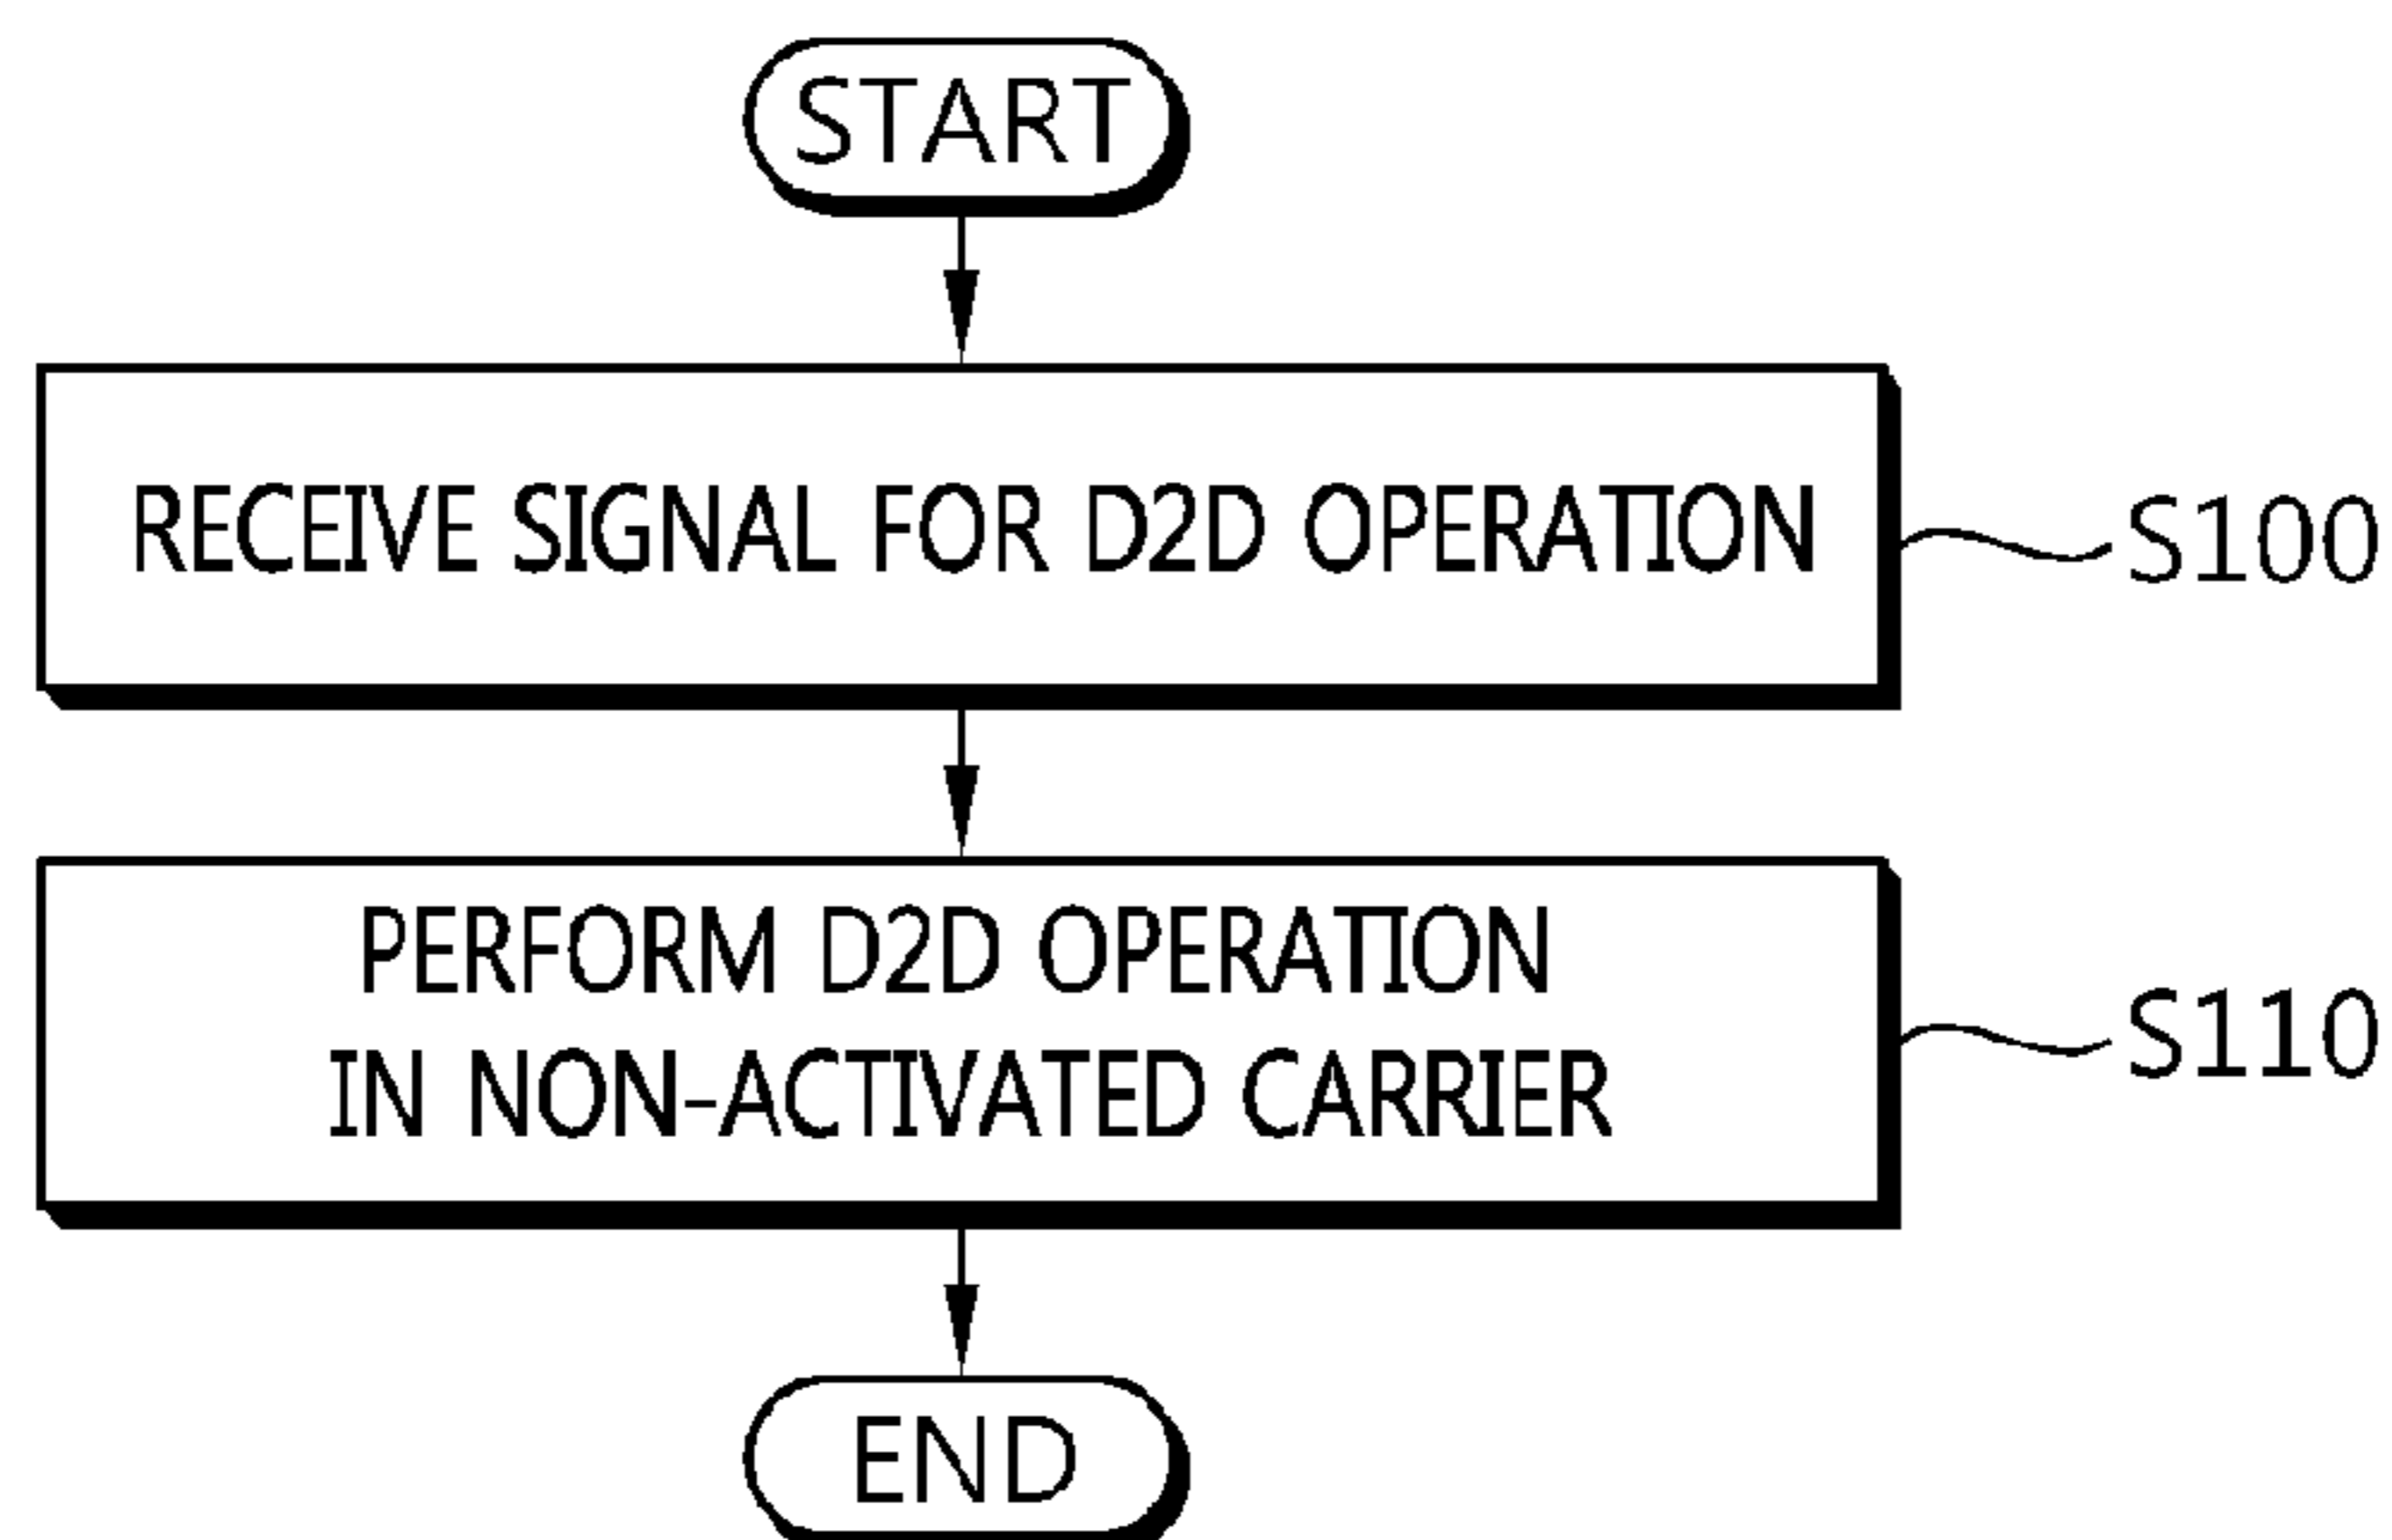 START
RECEIVE SIGNAL FOR D2D OPERATION
S100
PERFORM D2D OPERATION
IN NON-ACTIVATED CARRIER
S110
END